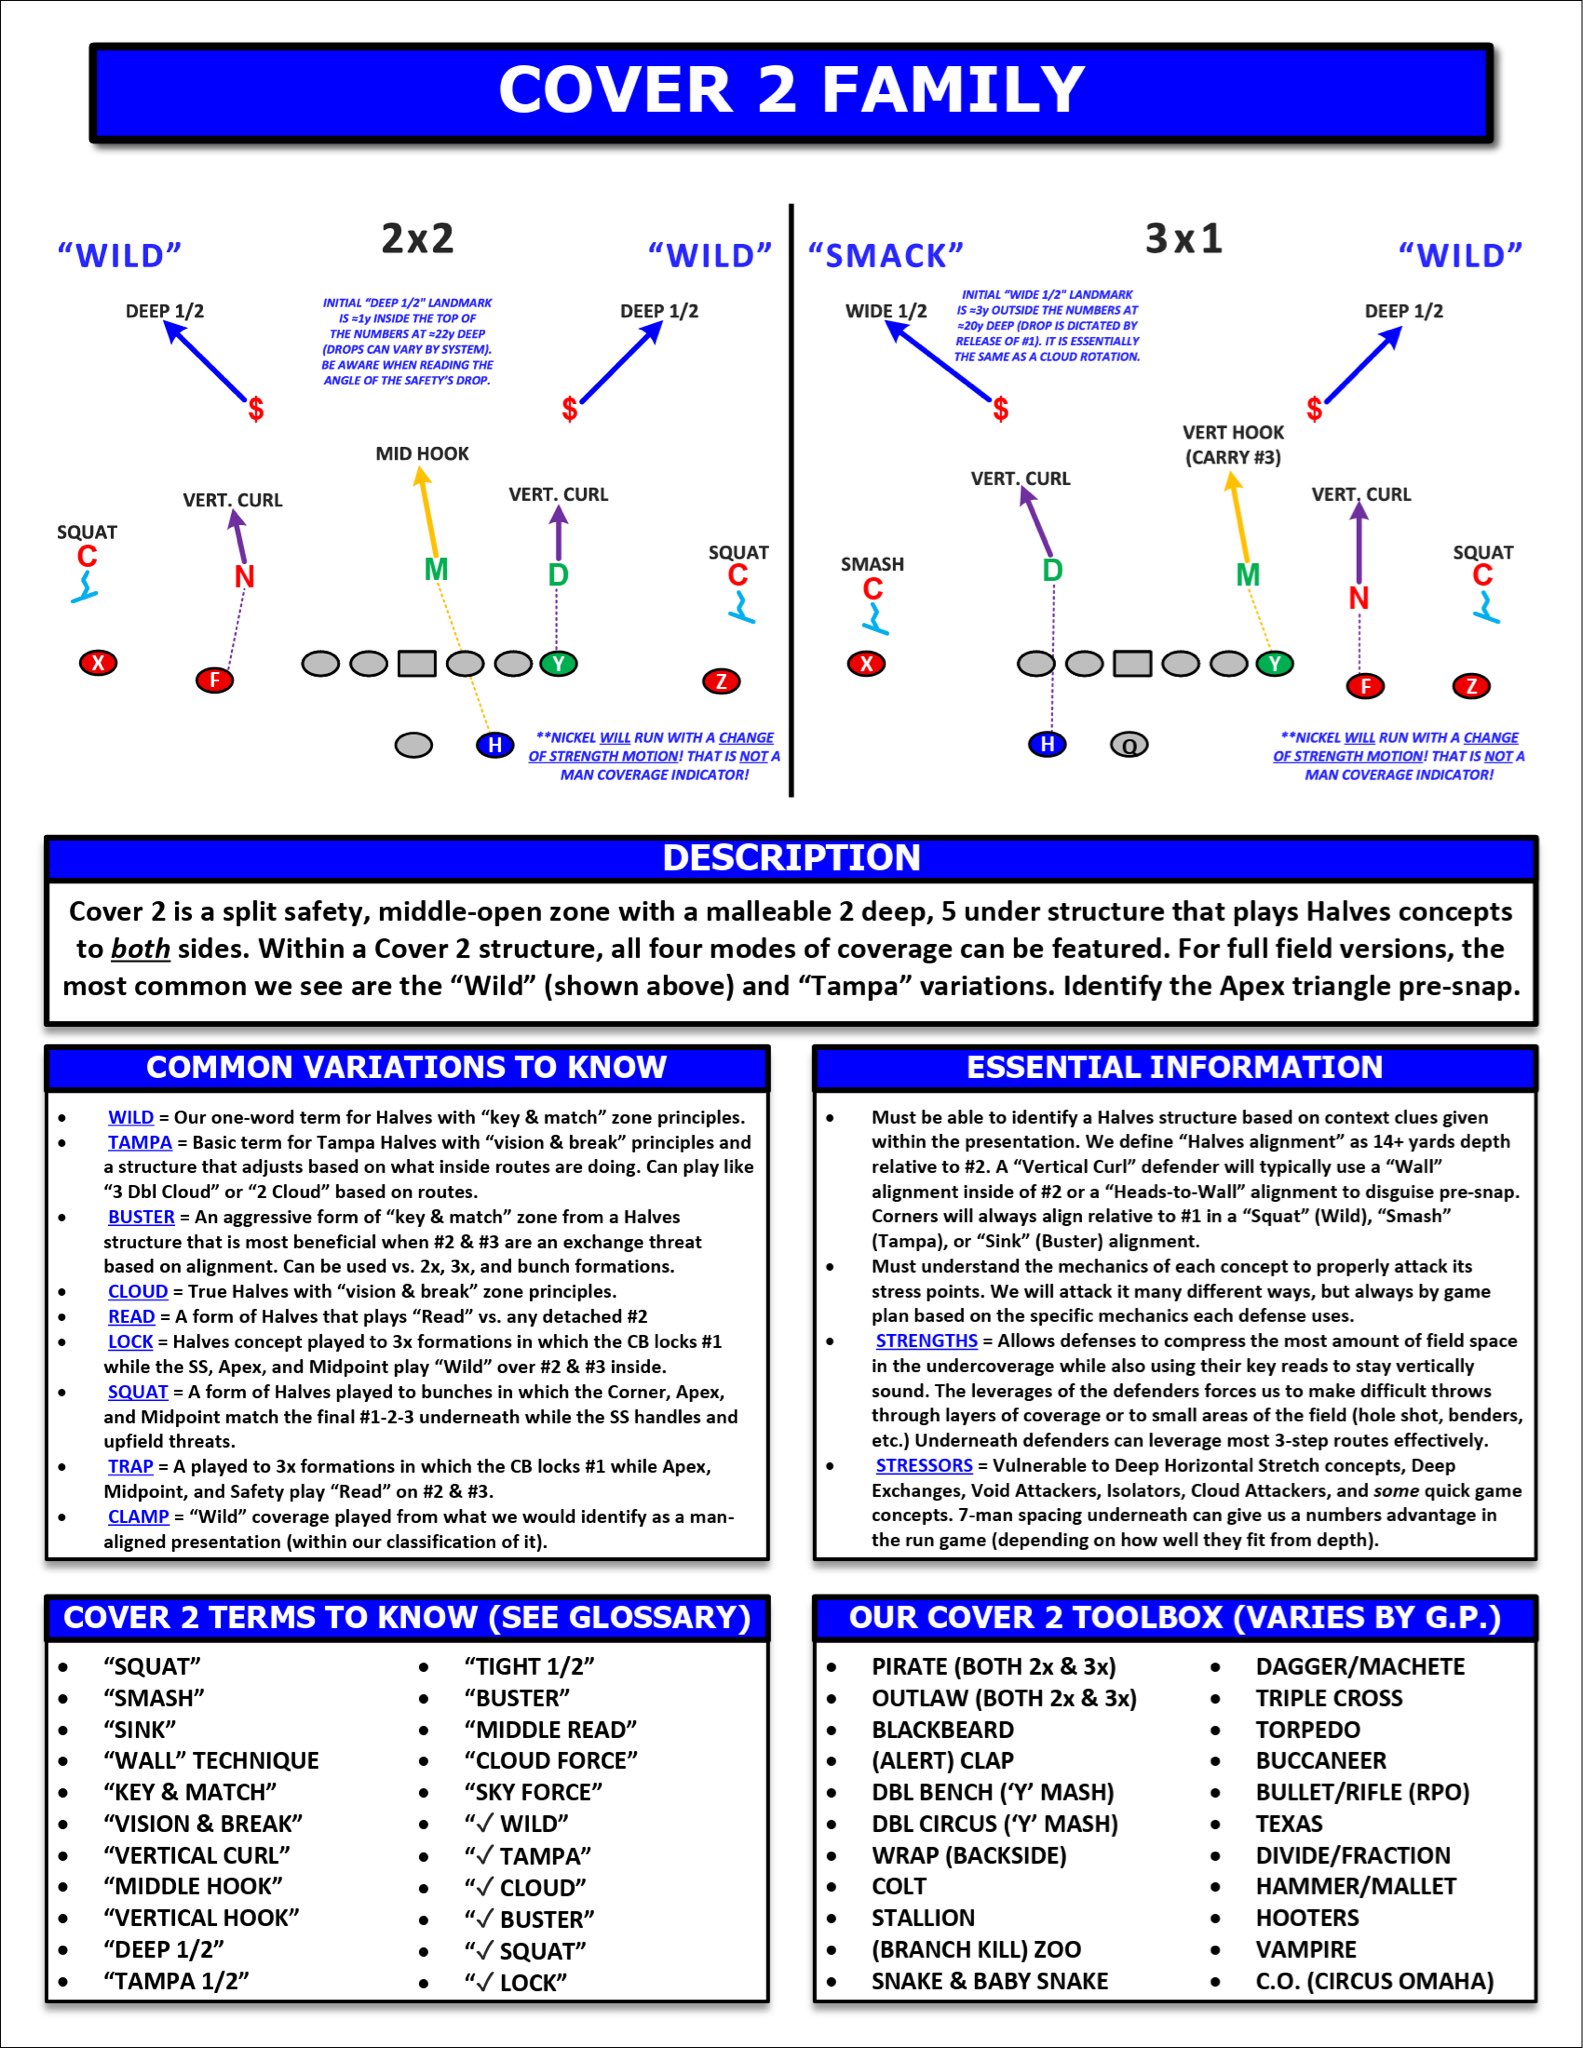 COVER 2 FAMILY
2x2
“WILD”
“WILD”
DEEP 1/2
DEEP 1/2
INITIAL “DEEP 1/2" LANDMARK
IS ≈1y INSIDE THE TOP OF
THE NUMBERS AT ≈22y DEEP
(DROPS CAN VARY BY SYSTEM).
BE AWARE WHEN READING THE
ANGLE OF THE SAFETY’S DROP.
$
$
MID HOOK
VERT. CURL
VERT. CURL
SQUAT
C
N
M
D
SQUAT
C
X
F
Y
Z
H
**NICKEL WILL RUN WITH A CHANGE
OF STRENGTH MOTION! THAT IS NOT A
MAN COVERAGE INDICATOR!
3x1
“SMACK”
“WILD”
WIDE 1/2
DEEP 1/2
INITIAL “WIDE 1/2" LANDMARK
IS ≈3y OUTSIDE THE NUMBERS AT
≈20y DEEP (DROP IS DICTATED BY
RELEASE OF #1). IT IS ESSENTIALLY
THE SAME AS A CLOUD ROTATION.
$
$
VERT HOOK
(CARRY #3)
VERT. CURL
VERT. CURL
SMASH
C
D
M
N
SQUAT
C
X
Y
F
Z
H
Q
**NICKEL WILL RUN WITH A CHANGE
OF STRENGTH MOTION! THAT IS NOT A
MAN COVERAGE INDICATOR!
DESCRIPTION
Cover 2 is a split safety, middle-open zone with a malleable 2 deep, 5 under structure that plays Halves concepts
to both sides. Within a Cover 2 structure, all four modes of coverage can be featured. For full field versions, the
most common we see are the “Wild” (shown above) and “Tampa” variations. Identify the Apex triangle pre-snap.
COMMON VARIATIONS TO KNOW
• WILD = Our one-word term for Halves with “key & match” zone principles.
• TAMPA = Basic term for Tampa Halves with “vision & break” principles and
a structure that adjusts based on what inside routes are doing. Can play like
“3 Dbl Cloud” or “2 Cloud” based on routes.
• BUSTER = An aggressive form of “key & match” zone from a Halves
structure that is most beneficial when #2 & #3 are an exchange threat
based on alignment. Can be used vs. 2x, 3x, and bunch formations.
• CLOUD = True Halves with “vision & break” zone principles.
• READ = A form of Halves that plays “Read” vs. any detached #2
• LOCK = Halves concept played to 3x formations in which the CB locks #1
while the SS, Apex, and Midpoint play “Wild” over #2 & #3 inside.
• SQUAT = A form of Halves played to bunches in which the Corner, Apex,
and Midpoint match the final #1-2-3 underneath while the SS handles and
upfield threats.
• TRAP = A played to 3x formations in which the CB locks #1 while Apex,
Midpoint, and Safety play “Read” on #2 & #3.
• CLAMP = “Wild” coverage played from what we would identify as a man-
aligned presentation (within our classification of it).
ESSENTIAL INFORMATION
• Must be able to identify a Halves structure based on context clues given
within the presentation. We define “Halves alignment” as 14+ yards depth
relative to #2. A “Vertical Curl” defender will typically use a “Wall”
alignment inside of #2 or a “Heads-to-Wall” alignment to disguise pre-snap.
Corners will always align relative to #1 in a “Squat” (Wild), “Smash”
(Tampa), or “Sink” (Buster) alignment.
• Must understand the mechanics of each concept to properly attack its
stress points. We will attack it many different ways, but always by game
plan based on the specific mechanics each defense uses.
• STRENGTHS = Allows defenses to compress the most amount of field space
in the undercoverage while also using their key reads to stay vertically
sound. The leverages of the defenders forces us to make difficult throws
through layers of coverage or to small areas of the field (hole shot, benders,
etc.) Underneath defenders can leverage most 3-step routes effectively.
• STRESSORS = Vulnerable to Deep Horizontal Stretch concepts, Deep
Exchanges, Void Attackers, Isolators, Cloud Attackers, and some quick game
concepts. 7-man spacing underneath can give us a numbers advantage in
the run game (depending on how well they fit from depth).
COVER 2 TERMS TO KNOW (SEE GLOSSARY)
• “SQUAT”
• “SMASH”
• “SINK”
• “WALL” TECHNIQUE
• “KEY & MATCH”
• “VISION & BREAK”
• “VERTICAL CURL”
• “MIDDLE HOOK”
• “VERTICAL HOOK”
• “DEEP 1/2”
• “TAMPA 1/2”
• “TIGHT 1/2”
• “BUSTER”
• “MIDDLE READ”
• “CLOUD FORCE”
• “SKY FORCE”
• “✓ WILD”
• “✓ TAMPA”
• “✓ CLOUD”
• “✓ BUSTER”
• “✓ SQUAT”
• “✓ LOCK”
OUR COVER 2 TOOLBOX (VARIES BY G.P.)
• PIRATE (BOTH 2x & 3x)
• OUTLAW (BOTH 2x & 3x)
• BLACKBEARD
• (ALERT) CLAP
• DBL BENCH (‘Y’ MASH)
• DBL CIRCUS (‘Y’ MASH)
• WRAP (BACKSIDE)
• COLT
• STALLION
• (BRANCH KILL) ZOO
• SNAKE & BABY SNAKE
• DAGGER/MACHETE
• TRIPLE CROSS
• TORPEDO
• BUCCANEER
• BULLET/RIFLE (RPO)
• TEXAS
• DIVIDE/FRACTION
• HAMMER/MALLET
• HOOTERS
• VAMPIRE
• C.O. (CIRCUS OMAHA)